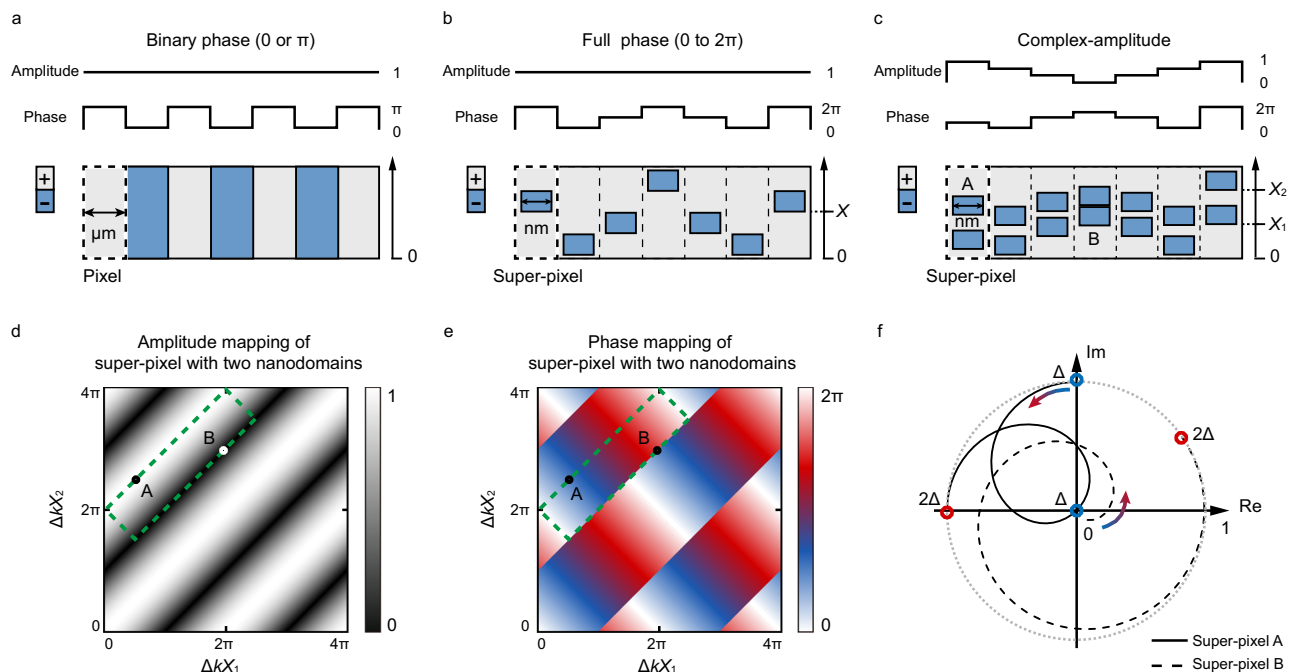 a
Binary phase (0 or π)
Amplitude
1
Phase
π
0
+
-
μm
0
Pixel
b
Full phase (0 to 2π)
Amplitude
1
Phase
2π
0
+
-
nm
X
0
Super-pixel
c
Complex-amplitude
Amplitude
1
0
Phase
2π
0
+
-
A
nm
B
X₂
X₁
0
Super-pixel
d
Amplitude mapping of
super-pixel with two nanodomains
4π
2π
0
ΔkX₂
A
B
0
2π
4π
ΔkX₁
1
0
e
Phase mapping of
super-pixel with two nanodomains
4π
2π
0
ΔkX₂
A
B
0
2π
4π
ΔkX₁
2π
0
f
Im
Δ
2Δ
2Δ
Δ
0
Re
1
Super-pixel A
Super-pixel B